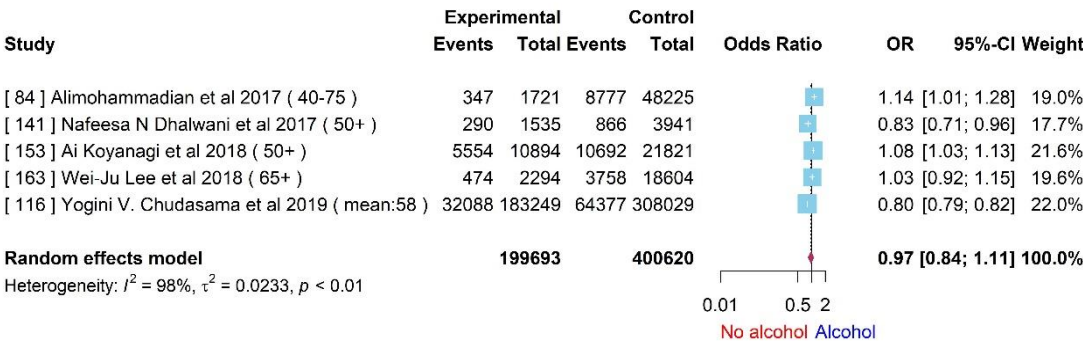 Experimental Control
Study Events Total Events Total Odds Ratio OR 95%-CI Weight
[ 84 ] Alimohammadian et al 2017 ( 40-75 ) 347 1721 8777 48225 1.14 [1.01; 1.28] 19.0%
[ 141 ] Nafeesa N Dhalwani et al 2017 ( 50+ ) 290 1535 866 3941 0.83 [0.71; 0.96] 17.7%
[ 153 ] Ai Koyanagi et al 2018 ( 50+ ) 5554 10894 10692 21821 1.08 [1.03; 1.13] 21.6%
[ 163 ] Wei-Ju Lee et al 2018 ( 65+ ) 474 2294 3758 18604 1.03 [0.92; 1.15] 19.6%
[ 116 ] Yogini V. Chudasama et al 2019 ( mean:58 ) 32088 183249 64377 308029 0.80 [0.79; 0.82] 22.0%
Random effects model 199693 400620 0.97 [0.84; 1.11] 100.0%
Heterogeneity: I² = 98%, τ² = 0.0233, p < 0.01
0.01 0.5 2
No alcohol Alcohol